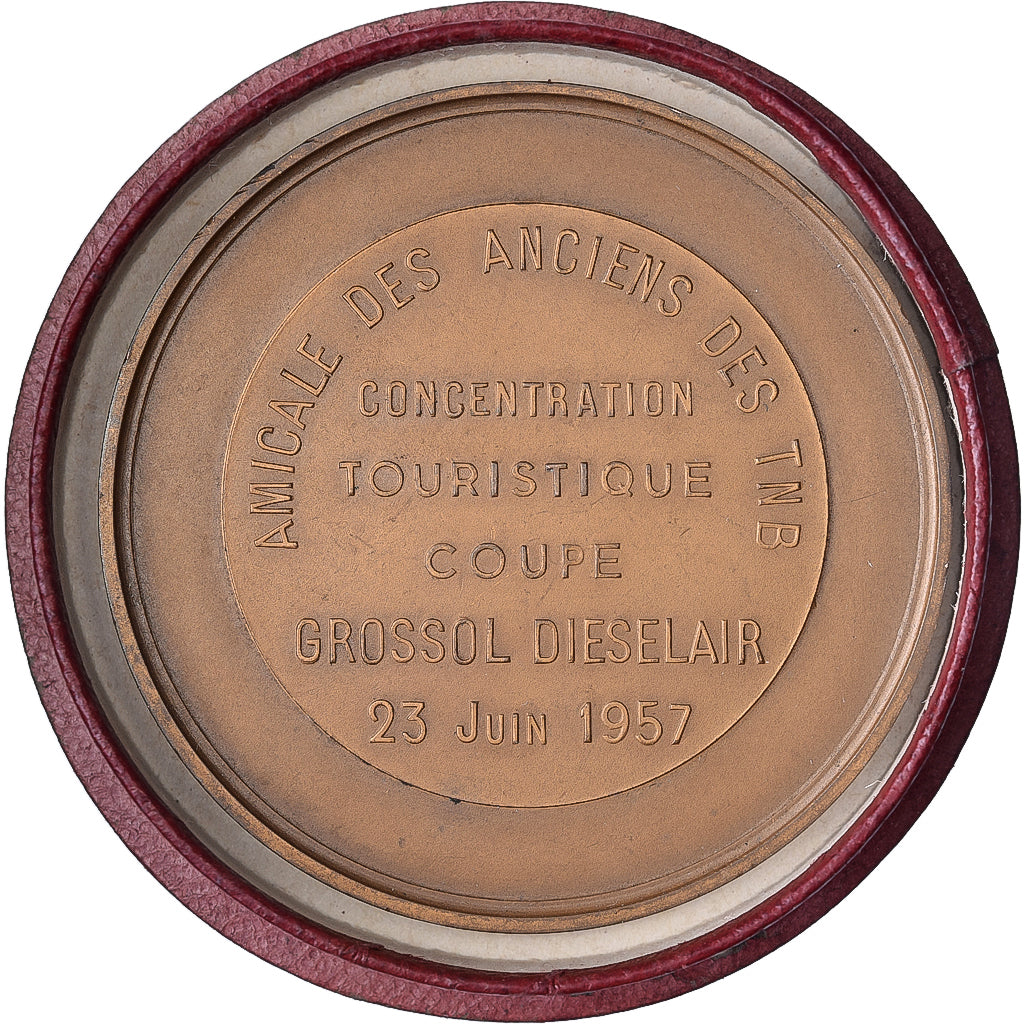 AMICALE DES ANCIENS DES TNB
CONCENTRATION
TOURISTIQUE
COUPE
GROSSOL DIESELAIR
23 JUIN 1957